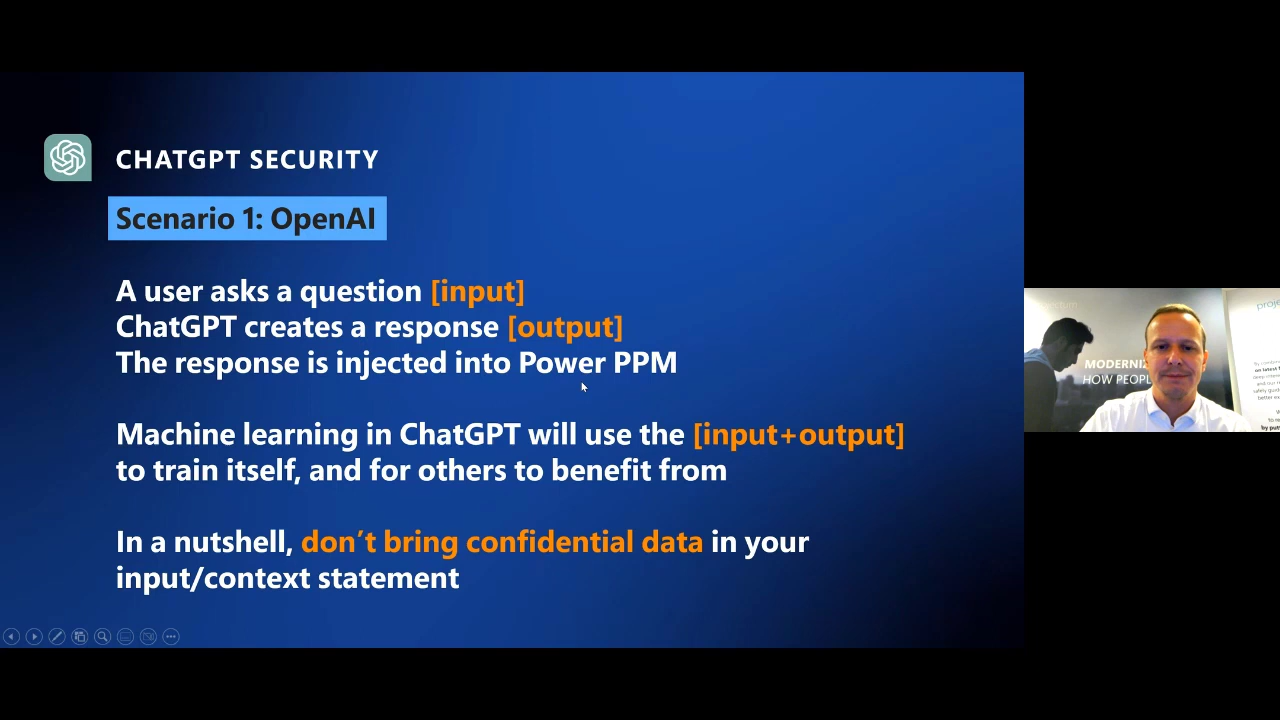 CHATGPT SECURITY
Scenario 1: OpenAI
A user asks a question [input]
ChatGPT creates a response [output]
The response is injected into Power PPM
Machine learning in ChatGPT will use the [input+output]
to train itself, and for others to benefit from
In a nutshell, don’t bring confidential data in your
input/context statement
MODERNIZ
HOW PEOPL
proje